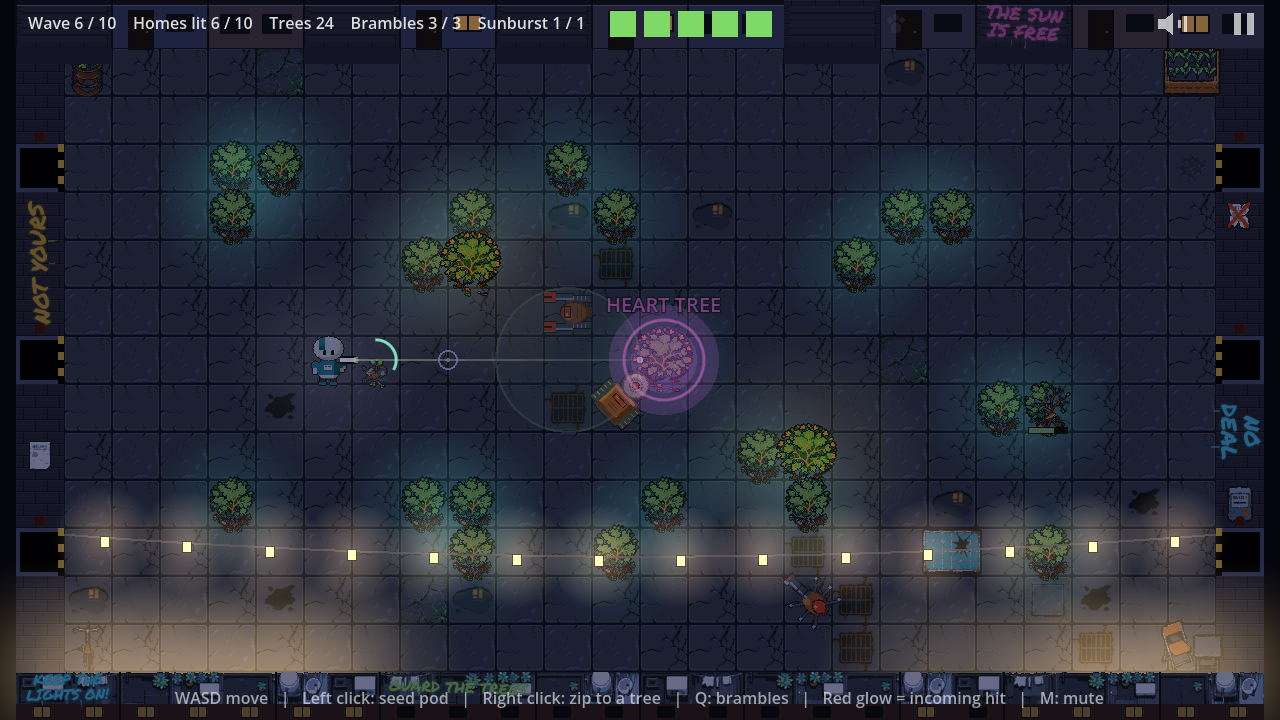 Wave 6 / 10 Homes lit 6 / 10 Trees 24 Brambles 3 / 3 Sunburst 1 / 1
THE SUN
IS FREE
NOT YOURS
HEART TREE
NO
DEAL
KEEP THE
LIGHTS ON!
GUARD THE TREES
WASD move | Left click: seed pod | Right click: zip to a tree | Q: brambles | Red glow = incoming hit | M: mute